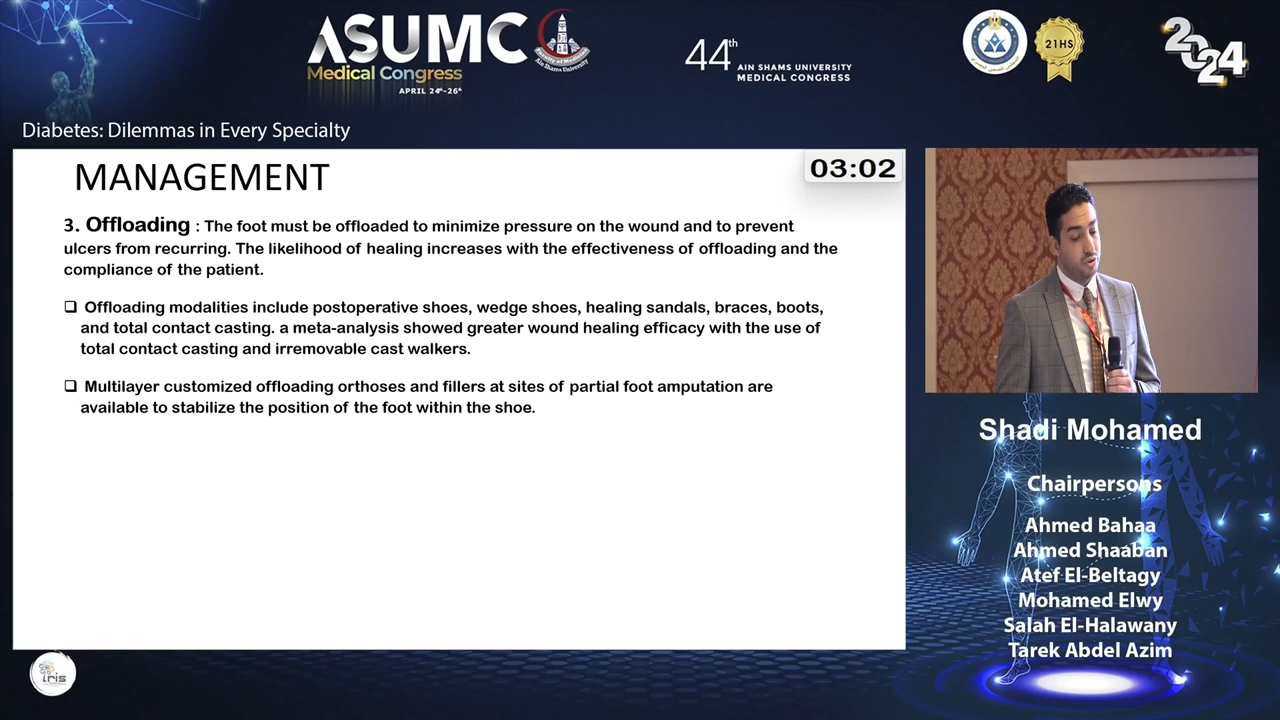 ASUMC
Medical Congress
APRIL 24th-26th
Faculty of Medicine
Ain Shams University
44th AIN SHAMS UNIVERSITY
MEDICAL CONGRESS
21HS
2024
Diabetes: Dilemmas in Every Specialty
MANAGEMENT
03:02
3. Offloading : The foot must be offloaded to minimize pressure on the wound and to prevent
ulcers from recurring. The likelihood of healing increases with the effectiveness of offloading and the
compliance of the patient.
❑ Offloading modalities include postoperative shoes, wedge shoes, healing sandals, braces, boots,
and total contact casting. a meta-analysis showed greater wound healing efficacy with the use of
total contact casting and irremovable cast walkers.
❑ Multilayer customized offloading orthoses and fillers at sites of partial foot amputation are
available to stabilize the position of the foot within the shoe.
Shadi Mohamed
Chairpersons
Ahmed Bahaa
Ahmed Shaaban
Atef El-Beltagy
Mohamed Elwy
Salah El-Halawany
Tarek Abdel Azim
iris